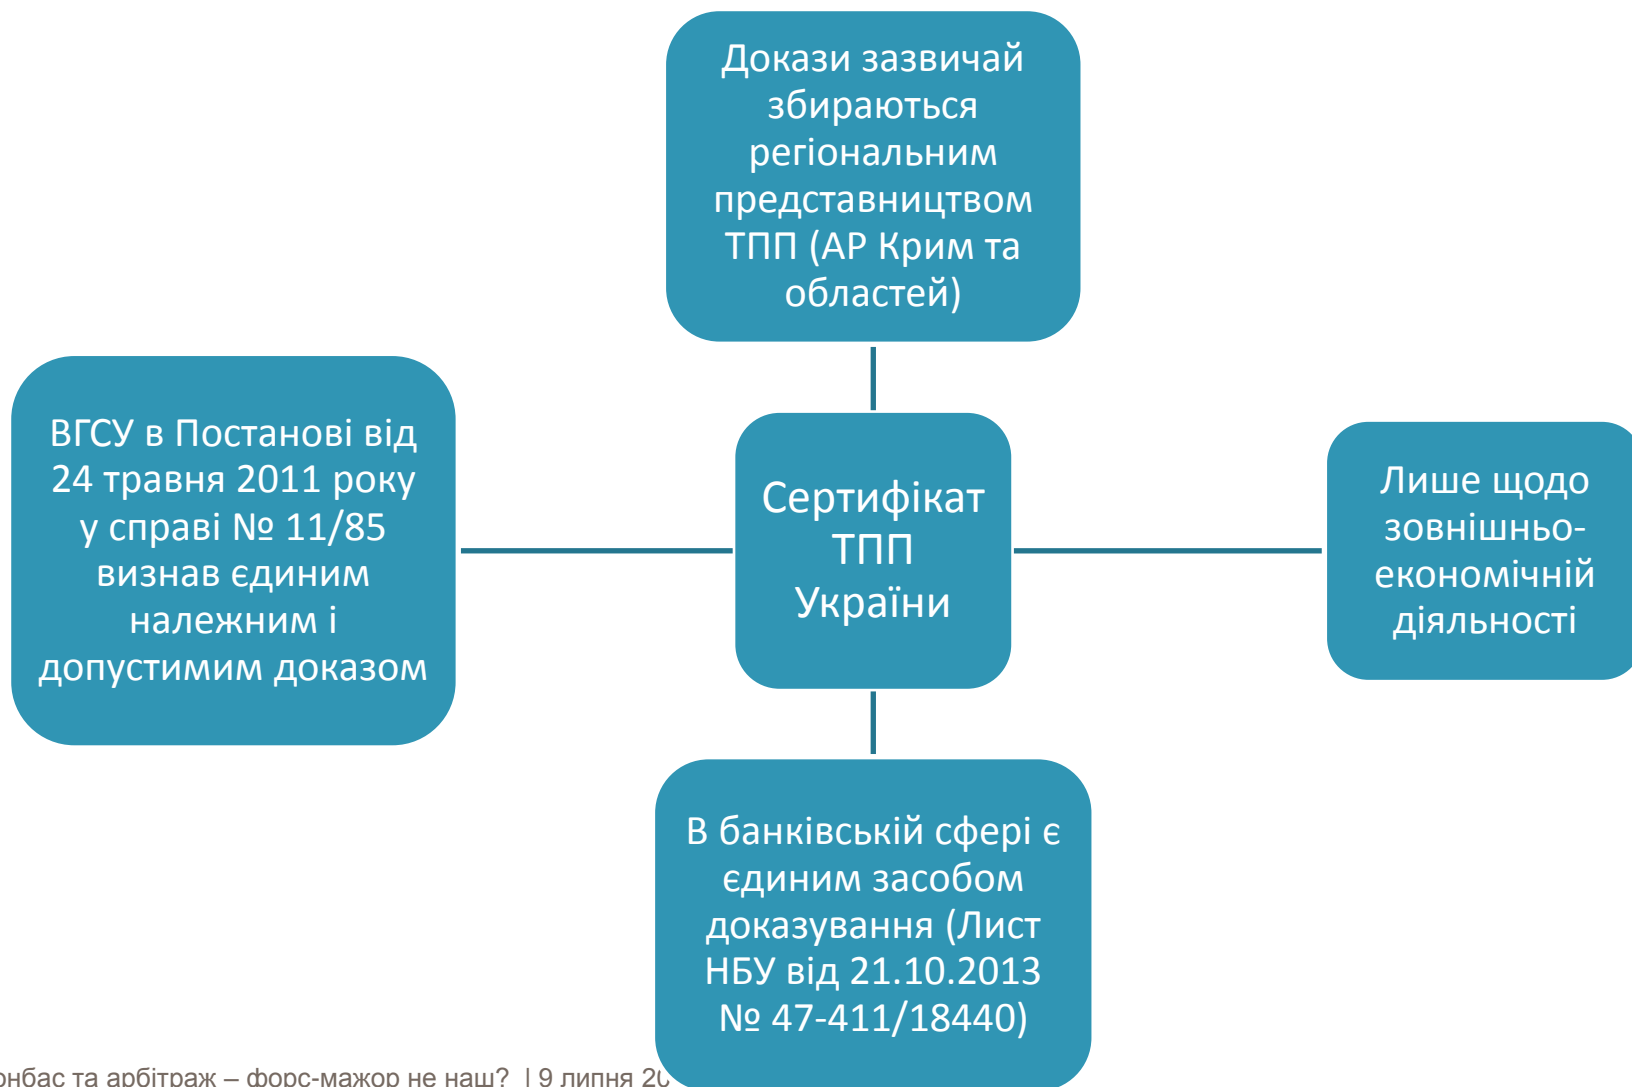 Докази зазвичай
збираються
регіональним
представництвом
ТПП (АР Крим та
областей)
ВГСУ в Постанові від
24 травня 2011 року
у справі № 11/85
визнав єдиним
належним і
допустимим доказом
Сертифікат
ТПП
України
Лише щодо
зовнішньо-
економічній
діяльності
В банківській сфері є
єдиним засобом
доказування (Лист
НБУ від 21.10.2013
№ 47-411/18440)
та арбітраж – форс-мажор не наш? | 9 липня